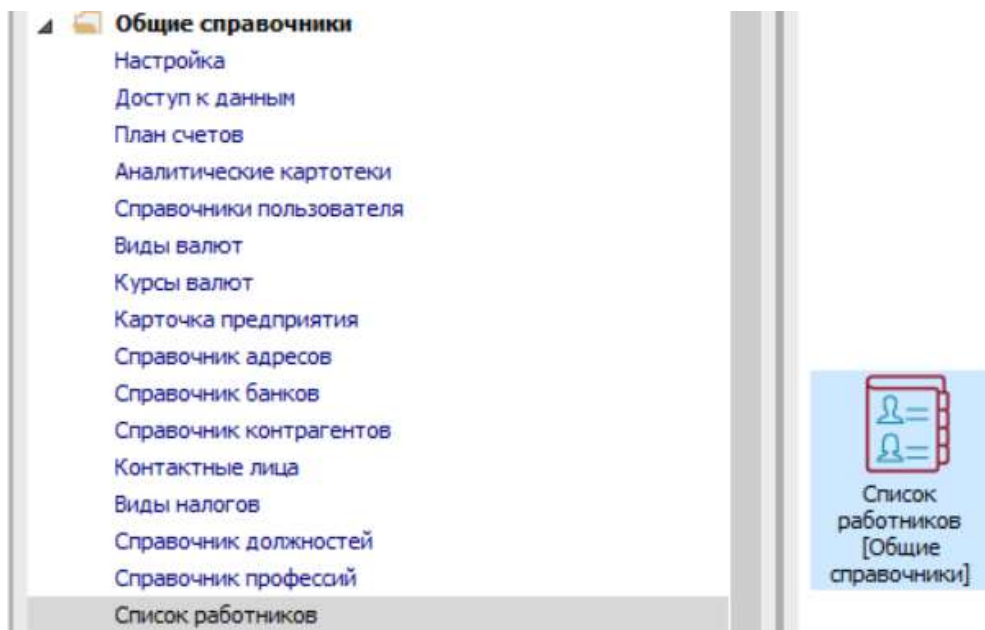 Общие справочники
Настройка
Доступ к данным
План счетов
Аналитические картотеки
Справочники пользователя
Виды валют
Курсы валют
Карточка предприятия
Справочник адресов
Справочник банков
Справочник контрагентов
Контактные лица
Виды налогов
Справочник должностей
Справочник профессий
Список работников
Список
работников
[Общие
справочники]